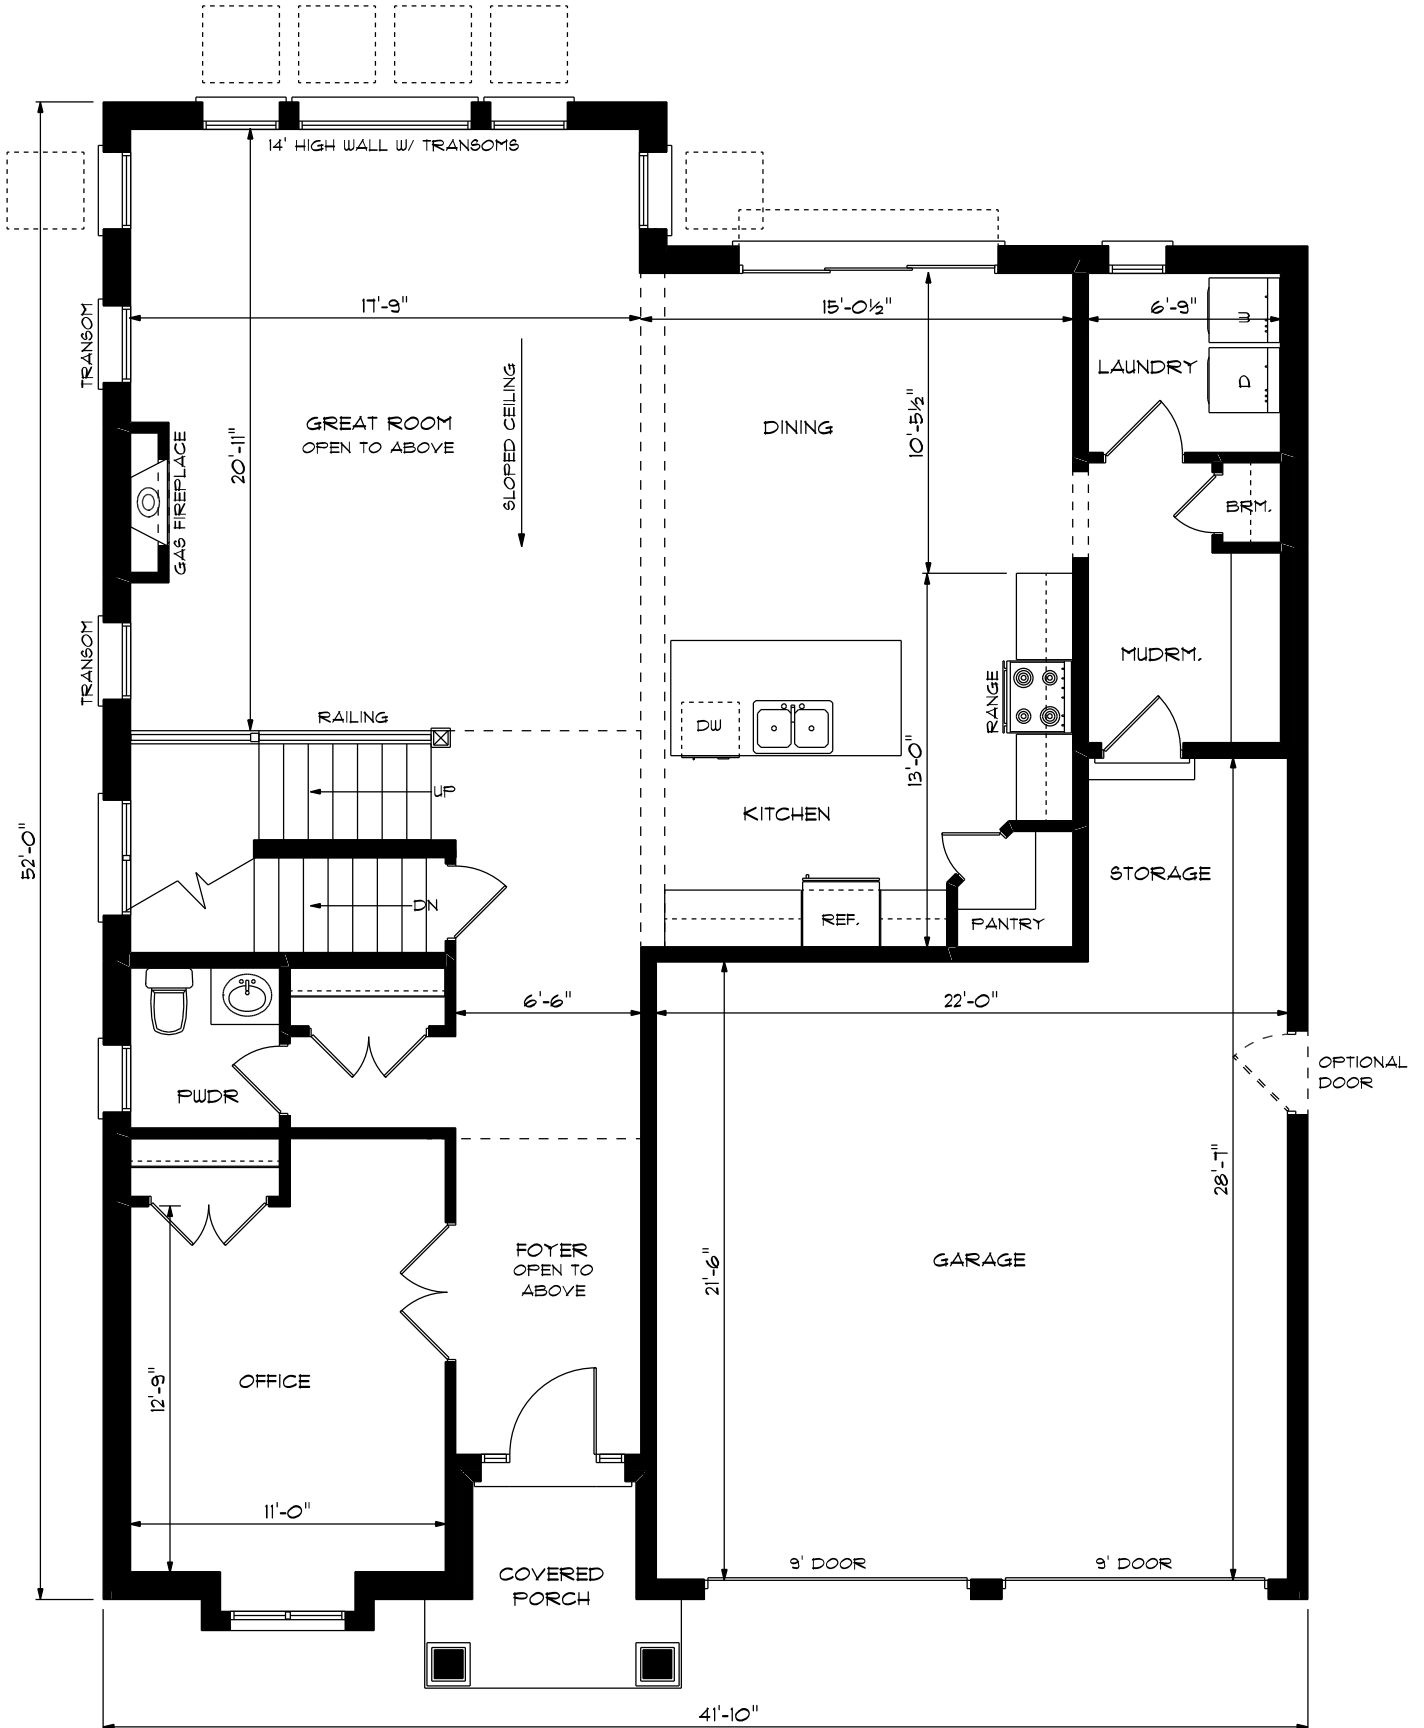 14' HIGH WALL W/ TRANSOMS
17'-9"
15'-0½"
6'-9"
W
TRANSOM
LAUNDRY
D
GREAT ROOM
OPEN TO ABOVE
SLOPED CEILING
DINING
10'-5½"
20'-11"
GAS FIREPLACE
BRM.
TRANSOM
MUDRM.
RANGE
RAILING
DW
13'-0"
UP
KITCHEN
52'-0"
STORAGE
DN
REF.
PANTRY
6'-6"
22'-0"
OPTIONAL
DOOR
PWDR
28'-7"
FOYER
OPEN TO
ABOVE
21'-6"
GARAGE
OFFICE
12'-9"
11'-0"
9' DOOR
9' DOOR
COVERED
PORCH
41'-10"